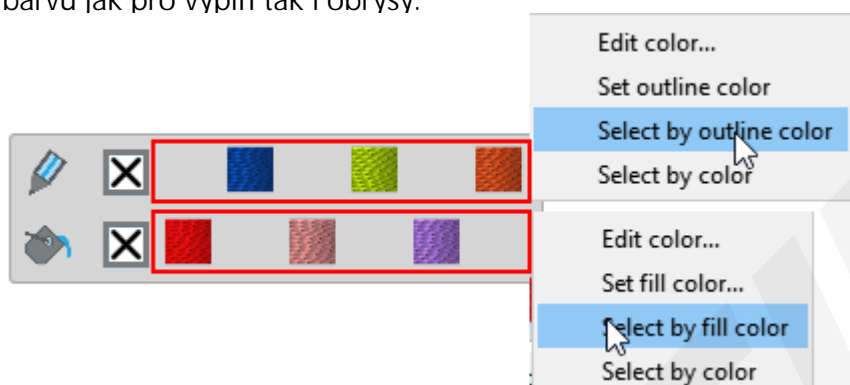 barvu jak pro výplň tak i obrysy.
Edit color...
Set outline color
Select by outline color
Select by color
Edit color...
Set fill color...
Select by fill color
Select by color